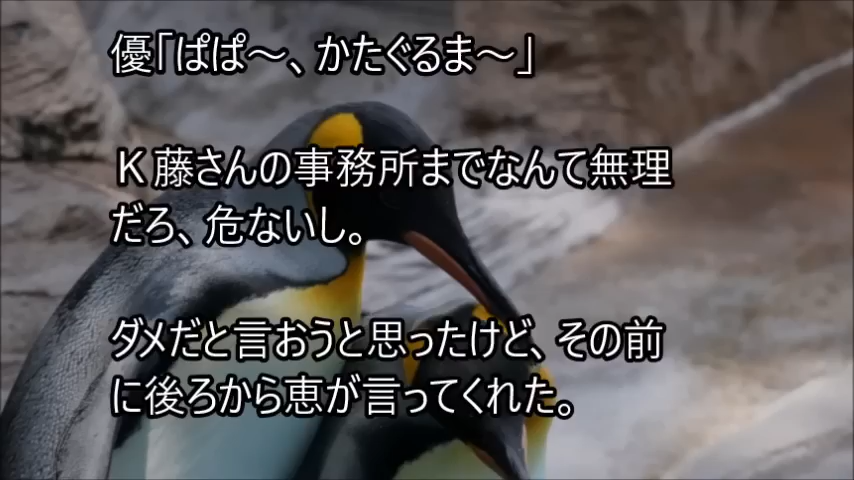 優「ぱぱ～、かたぐるま～」
Ｋ藤さんの事務所までなんて無理
だろ、危ないし。
ダメだと言おうと思ったけど、その前
に後ろから恵が言ってくれた。